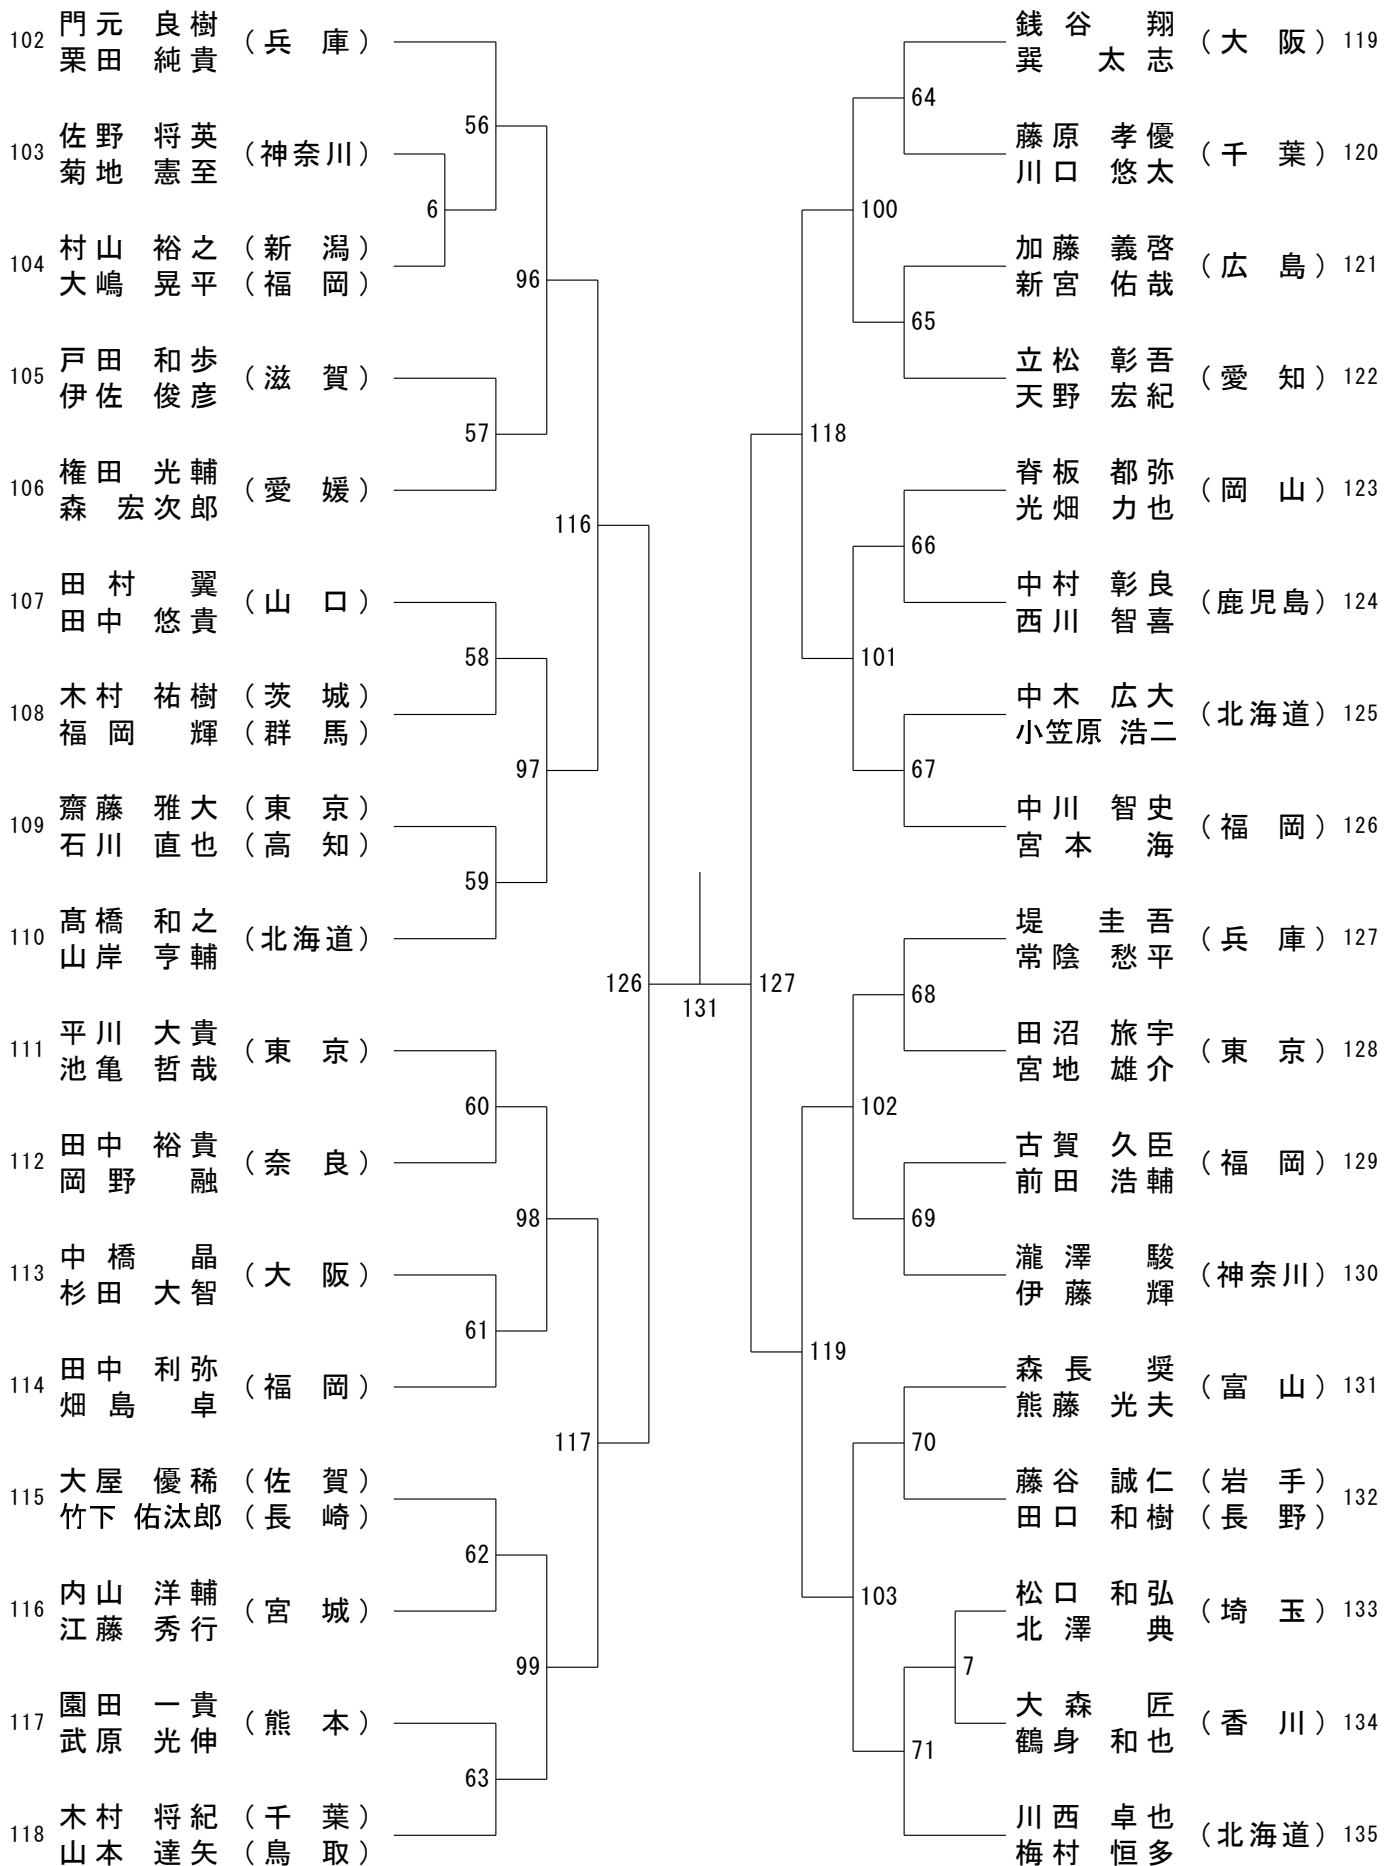 102 門元 良樹 (兵庫)
栗田 純貴
56
103 佐野 将英 (神奈川)
菊地 憲至
6
104 村山 裕之 (新潟)
大嶋 晃平 (福岡)
96
105 戸田 和歩 (滋賀)
伊佐 俊彦
57
106 権田 光輔 (愛媛)
森 宏次郎
116
107 田村 翼 (山口)
田中 悠貴
58
108 木村 祐樹 (茨城)
福岡 輝 (群馬)
97
109 齋藤 雅大 (東京)
石川 直也 (高知)
59
110 髙橋 和之 (北海道)
山岸 亨輔
126
131
111 平川 大貴 (東京)
池亀 哲哉
60
112 田中 裕貴 (奈良)
岡野 融
98
113 中橋 晶 (大阪)
杉田 大智
61
114 田中 利弥 (福岡)
畑島 卓
117
115 大屋 優稀 (佐賀)
竹下 佑汰郎 (長崎)
62
116 内山 洋輔 (宮城)
江藤 秀行
99
117 園田 一貴 (熊本)
武原 光伸
63
118 木村 将紀 (千葉)
山本 達矢 (鳥取)
銭谷 翔 (大阪) 119
巽 太志
64
藤原 孝優 (千葉) 120
川口 悠太
100
加藤 義啓 (広島) 121
新宮 佑哉
65
立松 彰吾 (愛知) 122
天野 宏紀
118
脊板 都弥 (岡山) 123
光畑 力也
66
中村 彰良 (鹿児島) 124
西川 智喜
101
中木 広大 (北海道) 125
小笠原 浩二
67
中川 智史 (福岡) 126
宮本 海
堤 圭吾 (兵庫) 127
常陰 愁平
127
68
田沼 旅宇 (東京) 128
宮地 雄介
102
古賀 久臣 (福岡) 129
前田 浩輔
69
瀧澤 駿 (神奈川) 130
伊藤 輝
119
森長 奨 (富山) 131
熊藤 光夫
70
藤谷 誠仁 (岩手) 132
田口 和樹 (長野)
103
松口 和弘 (埼玉) 133
北澤 典
7
大森 匠 (香川) 134
鶴身 和也
71
川西 卓也 (北海道) 135
梅村 恒多